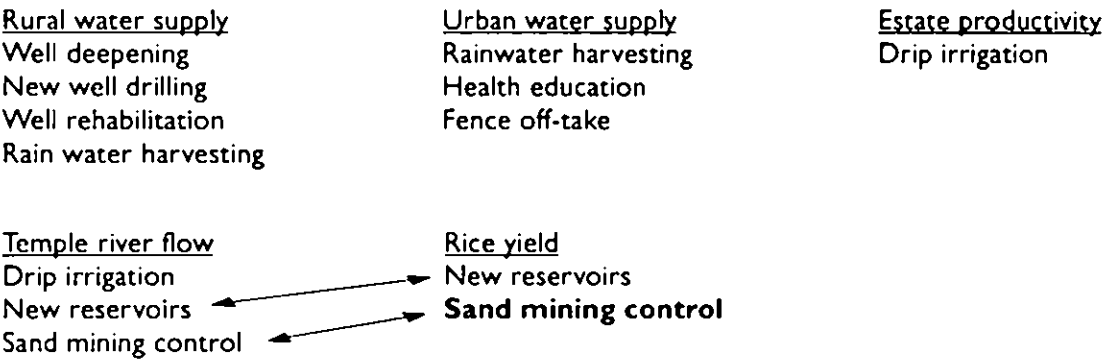 Rural water supply
Well deepening
New well drilling
Well rehabilitation
Rain water harvesting
Urban water supply
Rainwater harvesting
Health education
Fence off-take
Estate productivity
Drip irrigation
Temple river flow
Drip irrigation
New reservoirs
Sand mining control
Rice yield
New reservoirs
Sand mining control